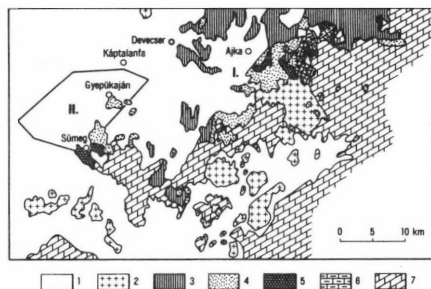 Devecser
Ajka
Káptalanfa
I.
Gyepükaján
II.
Sümeg
0 5 10 km
1 2 3 4 5 6 7